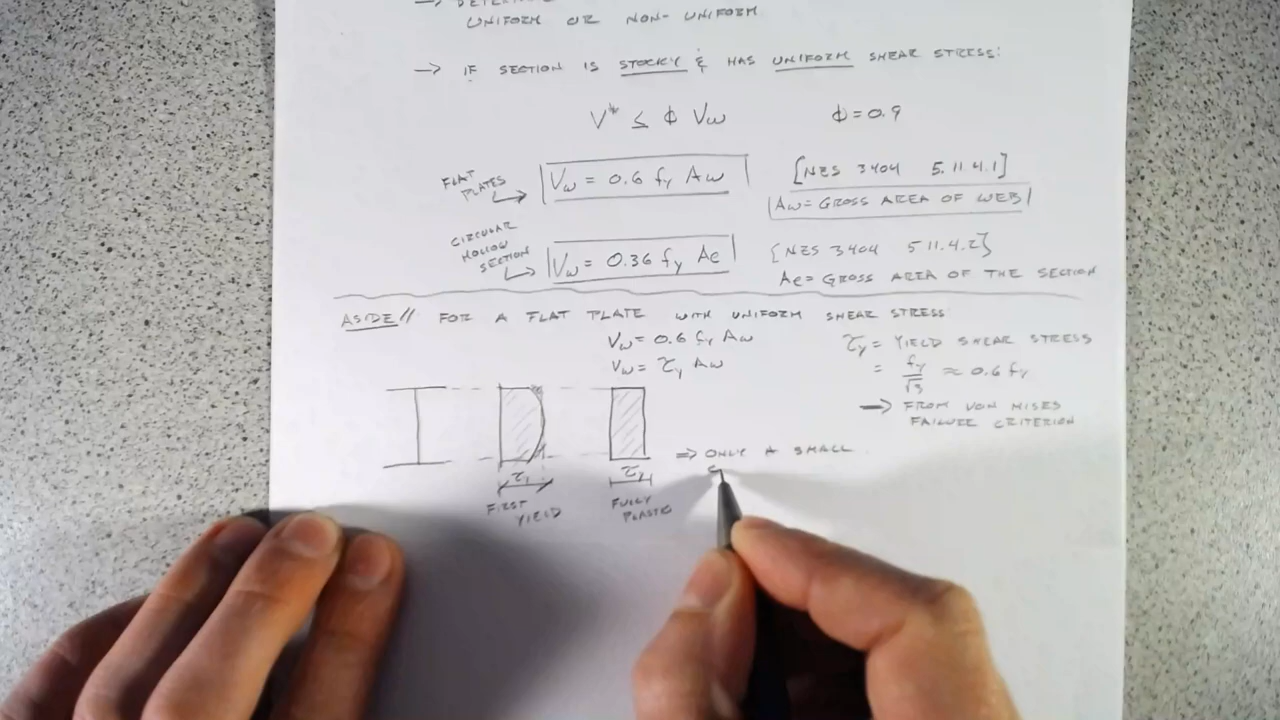 → DETERM
UNIFORM OR NON-UNIFORM
→ IF SECTION IS STOCKY & HAS UNIFORM SHEAR STRESS:
V* ≤ ϕ Vw ϕ = 0.9
FLAT PLATES → Vw = 0.6 fy Aw [NZS 3404 5.11.4.1]
Aw = GROSS AREA OF WEB
CIRCULAR HOLLOW SECTION → Vw = 0.36 fy Ae [NZS 3404 5.11.4.2]
Ae = GROSS AREA OF THE SECTION
ASIDE// FOR A FLAT PLATE WITH UNIFORM SHEAR STRESS
Vw = 0.6 fy Aw
Vw = τy Aw
τy = YIELD SHEAR STRESS
= fy/√3 ≈ 0.6 fy
→ FROM VON MISES
FAILURE CRITERION
τy
FIRST
YIELD
τy
FULLY
PLASTIC
⇒ ONLY A SMALL